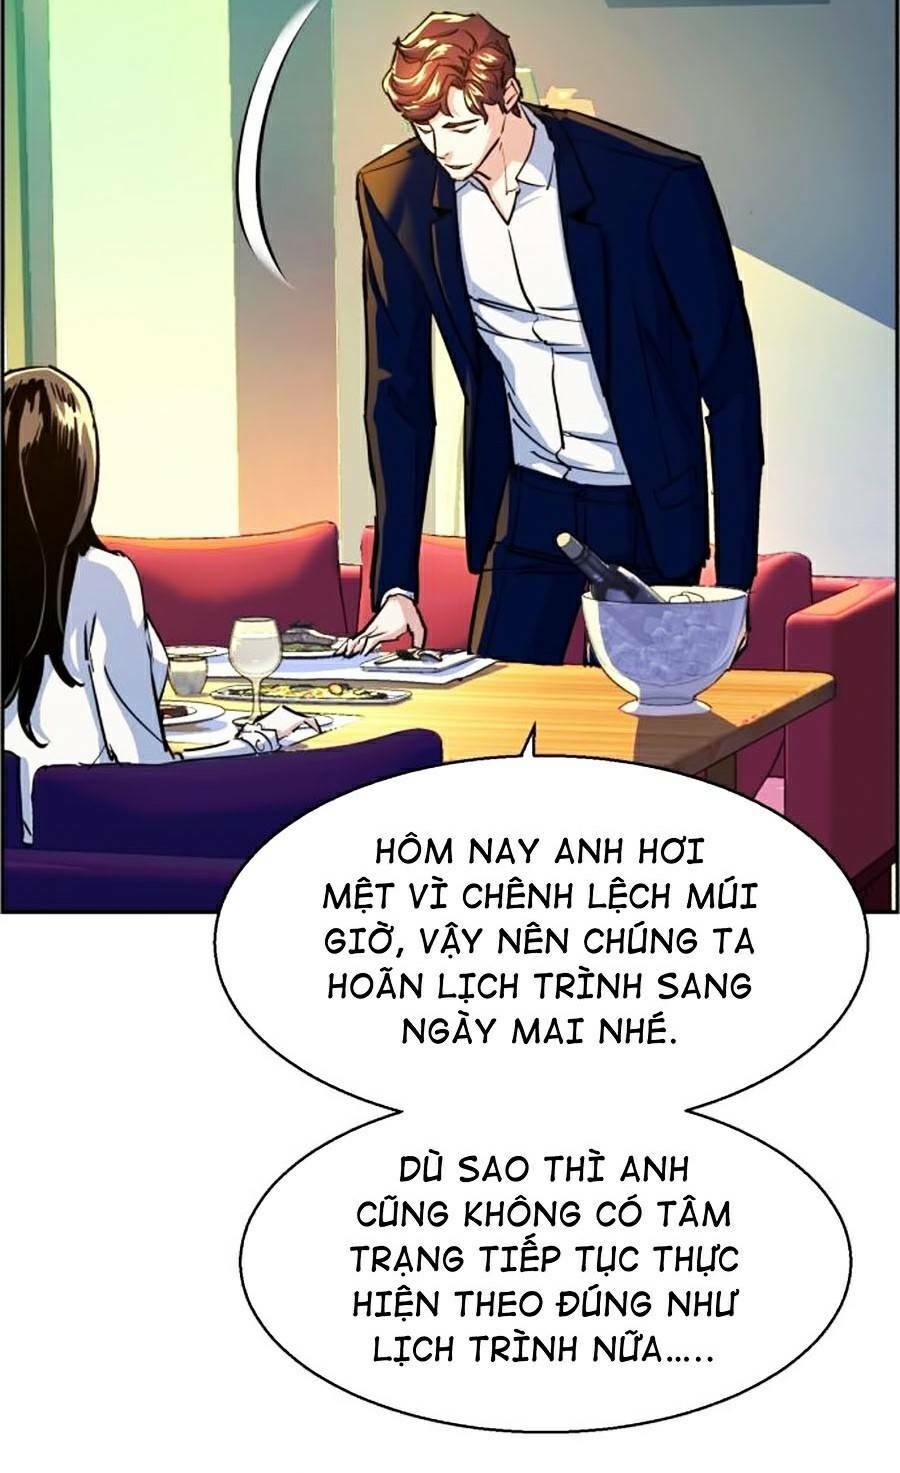 HÔM NAY ANH HƠI
MỆT VÌ CHÊNH LỆCH MÚI
GIỜ, VẬY NÊN CHÚNG TA
HOÃN LỊCH TRÌNH SANG
NGÀY MAI NHÉ.
DÙ SAO THÌ ANH
CŨNG KHÔNG CÓ TÂM
TRẠNG TIẾP TỤC THỰC
HIỆN THEO ĐÚNG NHƯ
LỊCH TRÌNH NỮA.....